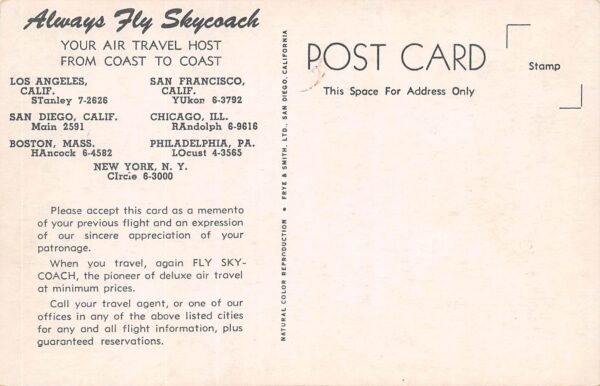 Always Fly Skycoach
YOUR AIR TRAVEL HOST
FROM COAST TO COAST
LOS ANGELES,
CALIF.
STanley 7-2626
SAN FRANCISCO,
CALIF.
YUkon 6-3792
SAN DIEGO, CALIF.
Main 2591
CHICAGO, ILL.
RAndolph 6-9616
BOSTON, MASS.
HAncock 6-4582
PHILADELPHIA, PA.
LOcust 4-3565
NEW YORK, N. Y.
CIrcle 6-3000
Please accept this card as a memento
of your previous flight and an expression
of our sincere appreciation of your
patronage.
When you travel, again FLY SKY-
COACH, the pioneer of deluxe air travel
at minimum prices.
Call your travel agent, or one of our
offices in any of the above listed cities
for any and all flight information, plus
guaranteed reservations.
NATURAL COLOR REPRODUCTION • FRYE & SMITH, LTD., SAN DIEGO, CALIFORNIA
POST CARD
This Space For Address Only
Stamp